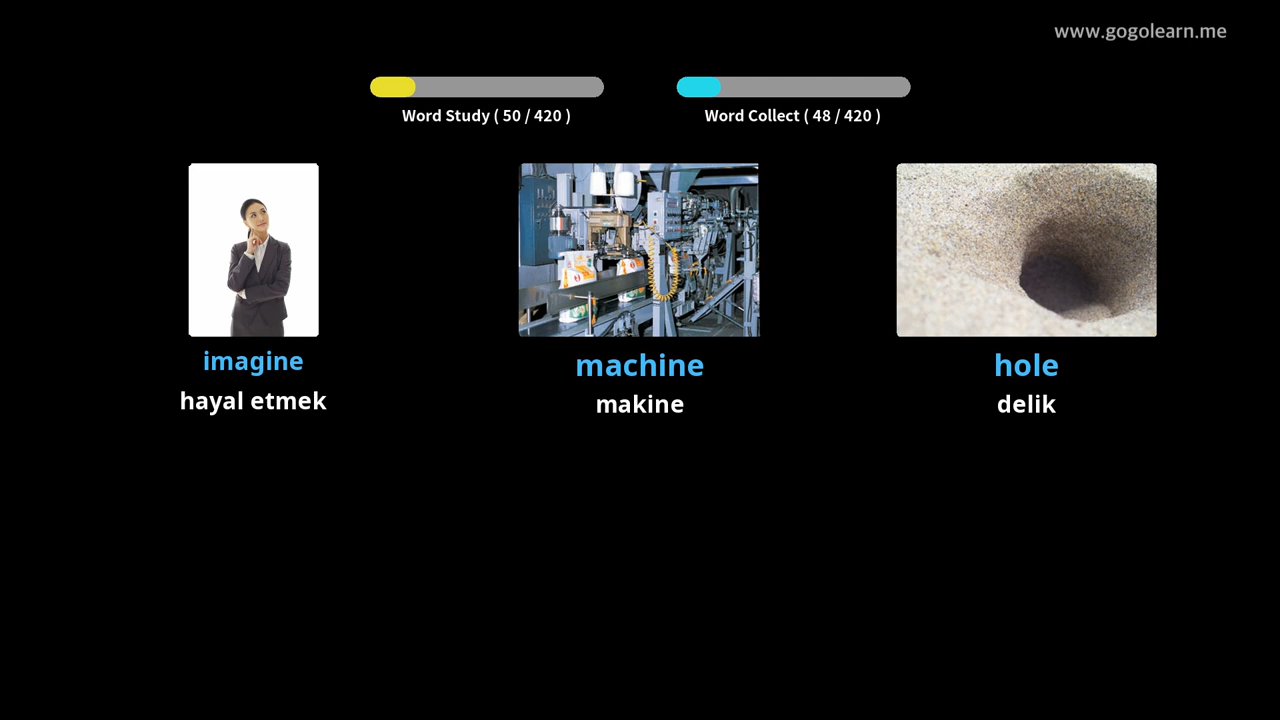 www.gogolearn.me
Word Study ( 50 / 420 )
Word Collect ( 48 / 420 )
imagine
hayal etmek
machine
makine
hole
delik